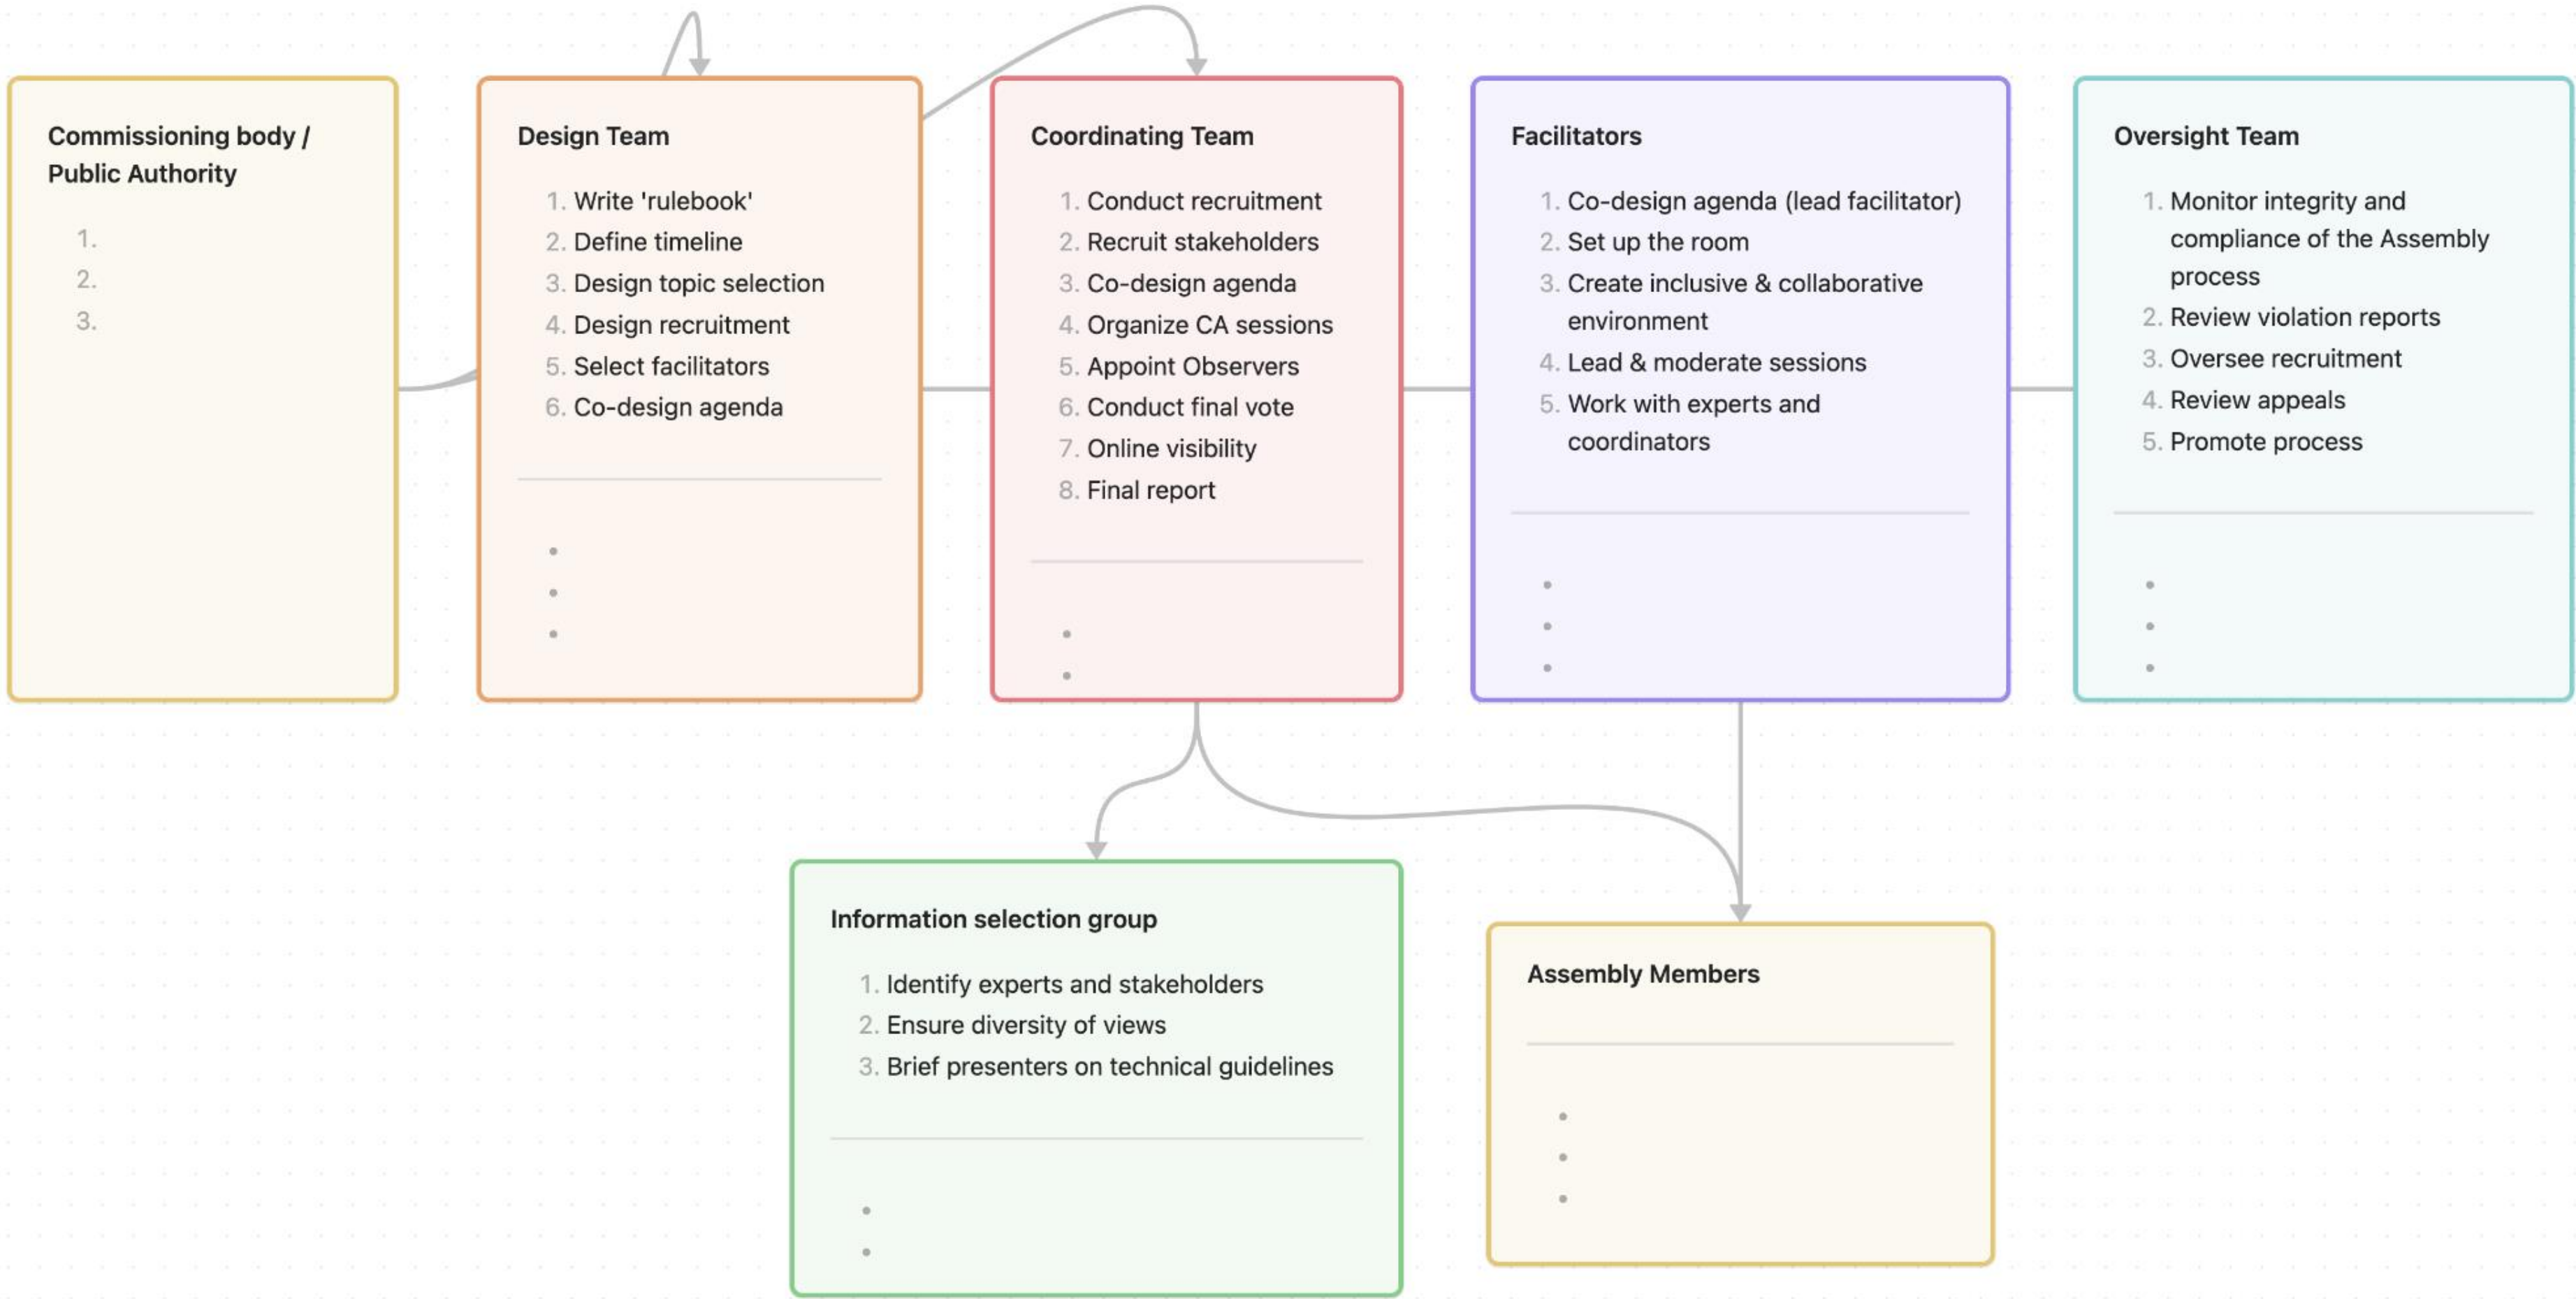 Commissioning body /
Public Authority
1.
2.
3.
Design Team
1. Write 'rulebook'
2. Define timeline
3. Design topic selection
4. Design recruitment
5. Select facilitators
6. Co-design agenda
Coordinating Team
1. Conduct recruitment
2. Recruit stakeholders
3. Co-design agenda
4. Organize CA sessions
5. Appoint Observers
6. Conduct final vote
7. Online visibility
8. Final report
Facilitators
1. Co-design agenda (lead facilitator)
2. Set up the room
3. Create inclusive & collaborative
environment
4. Lead & moderate sessions
5. Work with experts and
coordinators
Oversight Team
1. Monitor integrity and
compliance of the Assembly
process
2. Review violation reports
3. Oversee recruitment
4. Review appeals
5. Promote process
Information selection group
1. Identify experts and stakeholders
2. Ensure diversity of views
3. Brief presenters on technical guidelines
Assembly Members